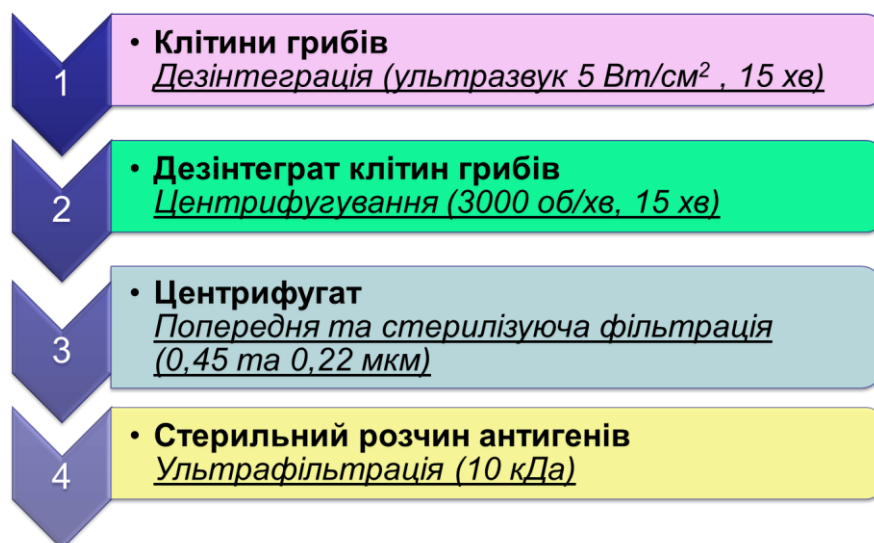 1
• Клітини грибів
Дезінтеграція (ультразвук 5 Вт/см² , 15 хв)
2
• Дезінтеграт клітин грибів
Центрифугування (3000 об/хв, 15 хв)
3
• Центрифугат
Попередня та стерилізуюча фільтрація
(0,45 та 0,22 мкм)
4
• Стерильний розчин антигенів
Ультрафільтрація (10 кДа)